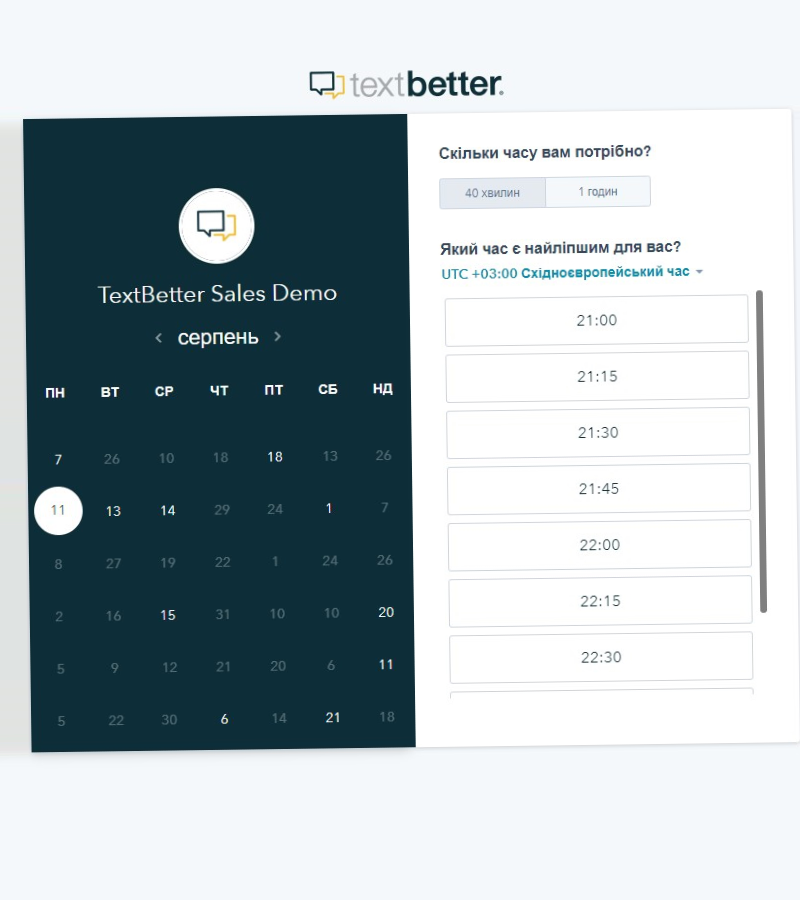 textbetter.
TextBetter Sales Demo
серпень
ПН ВТ СР ЧТ ПТ СБ НД
7 26 10 18 18 13 26
11 13 14 29 24 1 7
8 27 19 22 1 24 26
2 16 15 31 10 10 20
5 9 12 21 20 6 11
5 22 30 6 14 21 18
Скільки часу вам потрібно?
40 хвилин 1 годин
Який час є найліпшим для вас?
UTC +03:00 Східноєвропейський час
21:00
21:15
21:30
21:45
22:00
22:15
22:30